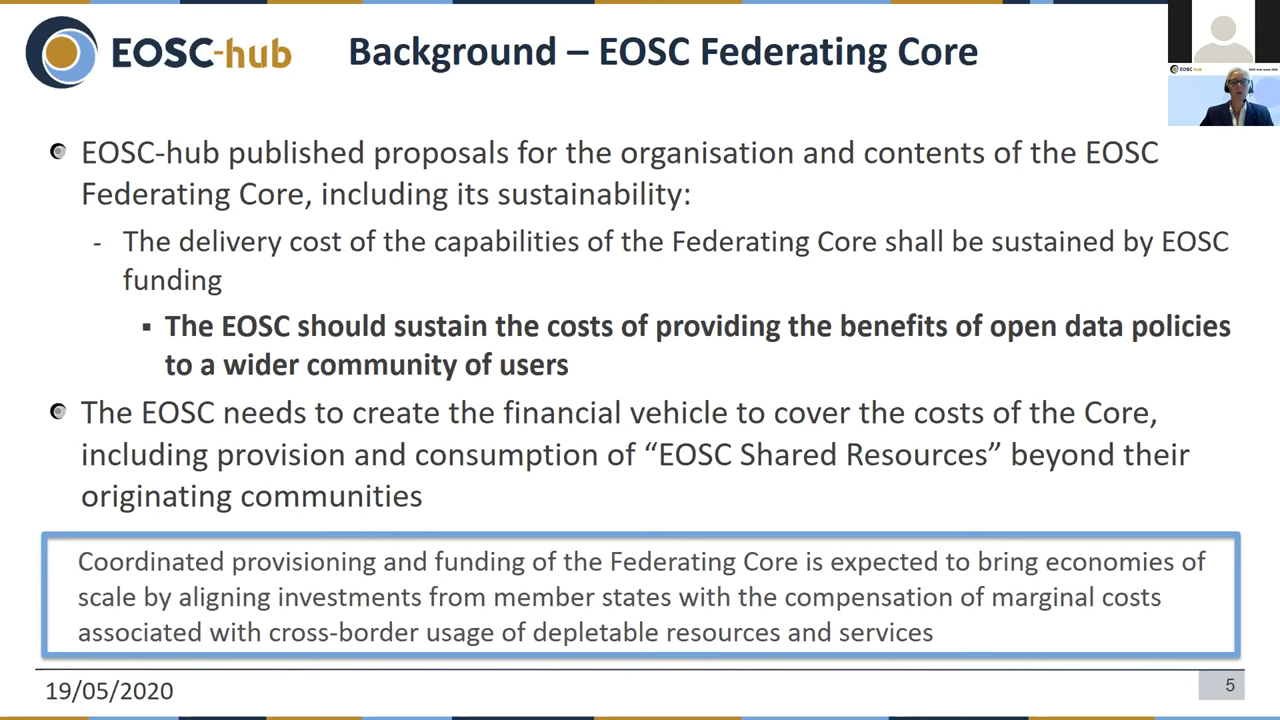 EOSC-hub
Background – EOSC Federating Core
EOSC-hub published proposals for the organisation and contents of the EOSC
Federating Core, including its sustainability:
- The delivery cost of the capabilities of the Federating Core shall be sustained by EOSC
funding
▪ The EOSC should sustain the costs of providing the benefits of open data policies
to a wider community of users
The EOSC needs to create the financial vehicle to cover the costs of the Core,
including provision and consumption of “EOSC Shared Resources” beyond their
originating communities
Coordinated provisioning and funding of the Federating Core is expected to bring economies of
scale by aligning investments from member states with the compensation of marginal costs
associated with cross-border usage of depletable resources and services
19/05/2020
5